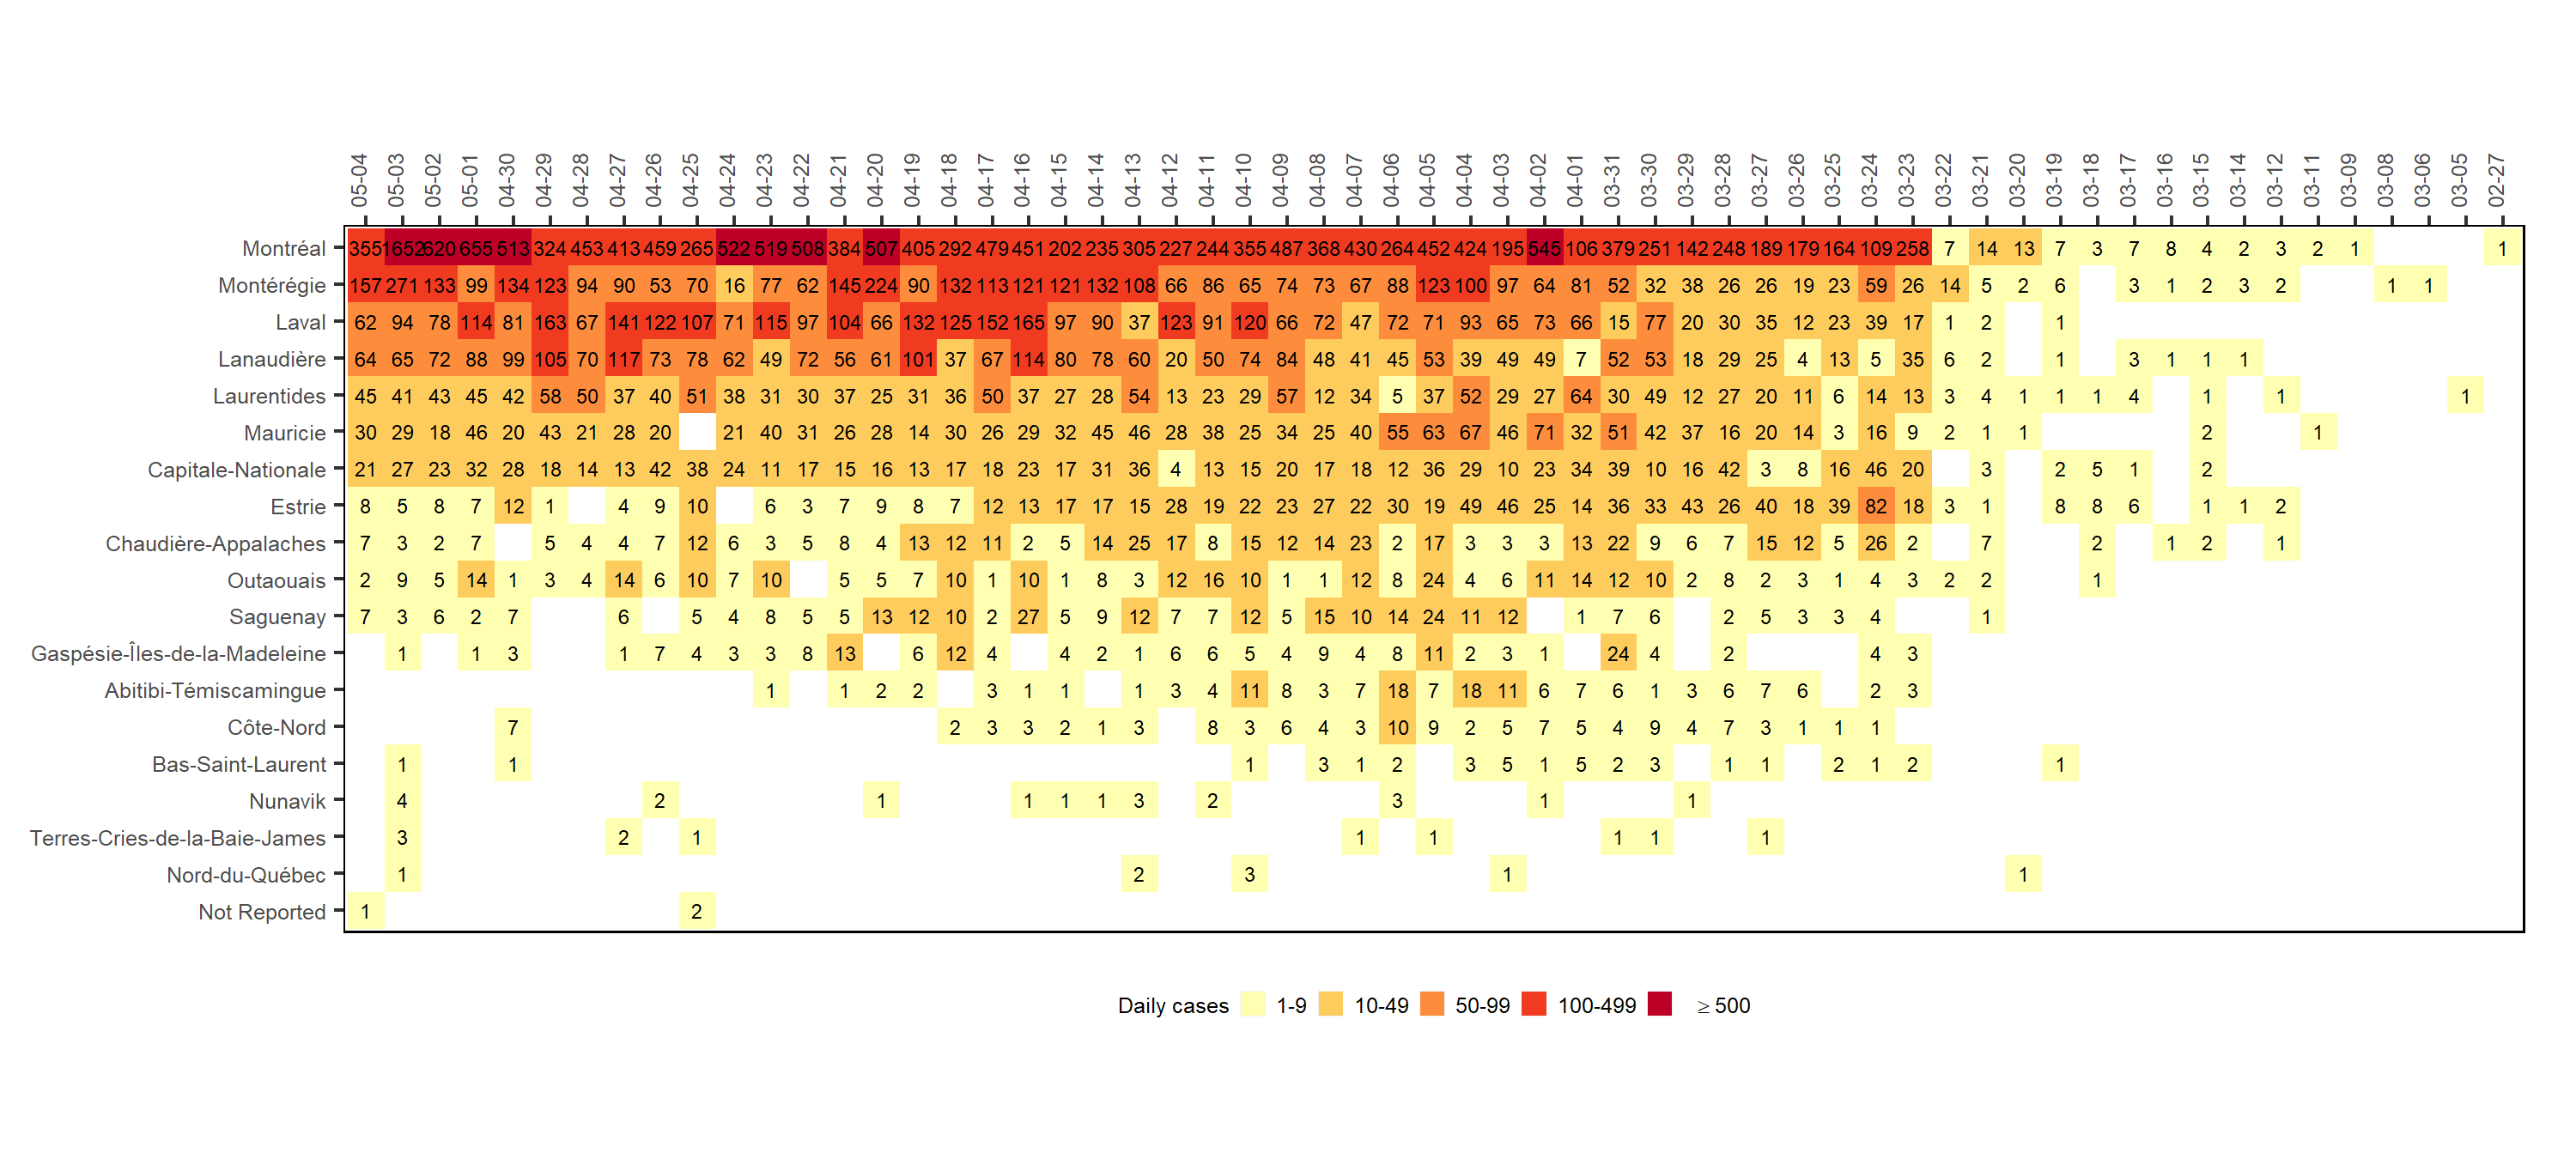 05-04 05-03 05-02 05-01 04-30 04-29 04-28 04-27 04-26 04-25 04-24 04-23 04-22 04-21 04-20 04-19 04-18 04-17 04-16 04-15 04-14 04-13 04-12 04-11 04-10 04-09 04-08 04-07 04-06 04-05 04-04 04-03 04-02 04-01 03-31 03-30 03-29 03-28 03-27 03-26 03-25 03-24 03-23 03-22 03-21 03-20 03-19 03-18 03-17 03-16 03-15 03-14 03-12 03-11 03-09 03-08 03-06 03-05 02-27
Montréal 355 1652 620 655 513 324 453 413 459 265 522 519 508 384 507 405 292 479 451 202 235 305 227 244 355 487 368 430 264 452 424 195 545 106 379 251 142 248 189 179 164 109 258 7 14 13 7 3 7 8 4 2 3 2 1 1
Montérégie 157 271 133 99 134 123 94 90 53 70 16 77 62 145 224 90 132 113 121 121 132 108 66 86 65 74 73 67 88 123 100 97 64 81 52 32 38 26 26 19 23 59 26 14 5 2 6 3 1 2 3 2 1 1
Laval 62 94 78 114 81 163 67 141 122 107 71 115 97 104 66 132 125 152 165 97 90 37 123 91 120 66 72 47 72 71 93 65 73 66 15 77 20 30 35 12 23 39 17 1 2 1
Lanaudière 64 65 72 88 99 105 70 117 73 78 62 49 72 56 61 101 37 67 114 80 78 60 20 50 74 84 48 41 45 53 39 49 49 7 52 53 18 29 25 4 13 5 35 6 2 1 3 1 1 1
Laurentides 45 41 43 45 42 58 50 37 40 51 38 31 30 37 25 31 36 50 37 27 28 54 13 23 29 57 12 34 5 37 52 29 27 64 30 49 12 27 20 11 6 14 13 3 4 1 1 1 4 1 1 1
Mauricie 30 29 18 46 20 43 21 28 20 21 40 31 26 28 14 30 26 29 32 45 46 28 38 25 34 25 40 55 63 67 46 71 32 51 42 37 16 20 14 3 16 9 2 1 1 2 1
Capitale-Nationale 21 27 23 32 28 18 14 13 42 38 24 11 17 15 16 13 17 18 23 17 31 36 4 13 15 20 17 18 12 36 29 10 23 34 39 10 16 42 3 8 16 46 20 3 2 5 1 2
Estrie 8 5 8 7 12 1 4 9 10 6 3 7 9 8 7 12 13 17 17 15 28 19 22 23 27 22 30 19 49 46 25 14 36 33 43 26 40 18 39 82 18 3 1 8 8 6 1 1 2
Chaudière-Appalaches 7 3 2 7 5 4 4 7 12 6 3 5 8 4 13 12 11 2 5 14 25 17 8 15 12 14 23 2 17 3 3 3 13 22 9 6 7 15 12 5 26 2 7 2 1 2 1
Outaouais 2 9 5 14 1 3 4 14 6 10 7 10 5 5 7 10 1 10 1 8 3 12 16 10 1 1 12 8 24 4 6 11 14 12 10 2 8 2 3 1 4 3 2 2 1
Saguenay 7 3 6 2 7 6 5 4 8 5 5 13 12 10 2 27 5 9 12 7 7 12 5 15 10 14 24 11 12 1 7 6 2 5 3 3 4 1
Gaspésie-Îles-de-la-Madeleine 1 1 3 1 7 4 3 3 8 13 6 12 4 4 2 1 6 6 5 4 9 4 8 11 2 3 1 24 4 2 4 3
Abitibi-Témiscamingue 1 1 2 2 3 1 1 1 3 4 11 8 3 7 18 7 18 11 6 7 6 1 3 6 7 6 2 3
Côte-Nord 7 2 3 3 2 1 3 8 3 6 4 3 10 9 2 5 7 5 4 9 4 7 3 1 1 1
Bas-Saint-Laurent 1 1 1 3 1 2 3 5 1 5 2 3 1 1 2 1 2 1
Nunavik 4 2 1 1 1 1 3 2 3 1 1
Terres-Cries-de-la-Baie-James 3 2 1 1 1 1 1 1
Nord-du-Québec 1 2 3 1 1
Not Reported 1 2
Daily cases 1-9 10-49 50-99 100-499 ≥ 500